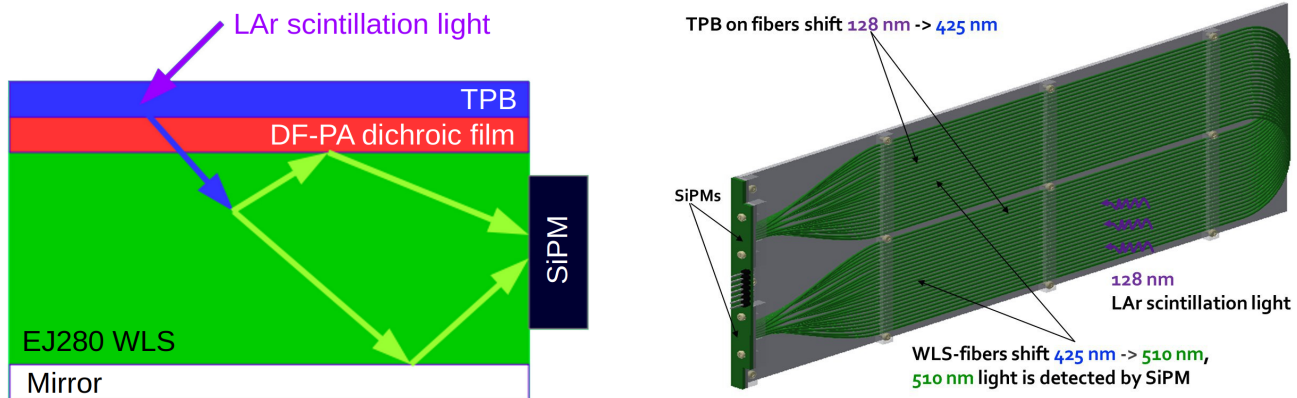 LAr scintillation light
TPB
DF-PA dichroic film
SiPM
EJ280 WLS
Mirror
TPB on fibers shift 128 nm -> 425 nm
SiPMs
128 nm
LAr scintillation light
WLS-fibers shift 425 nm -> 510 nm,
510 nm light is detected by SiPM